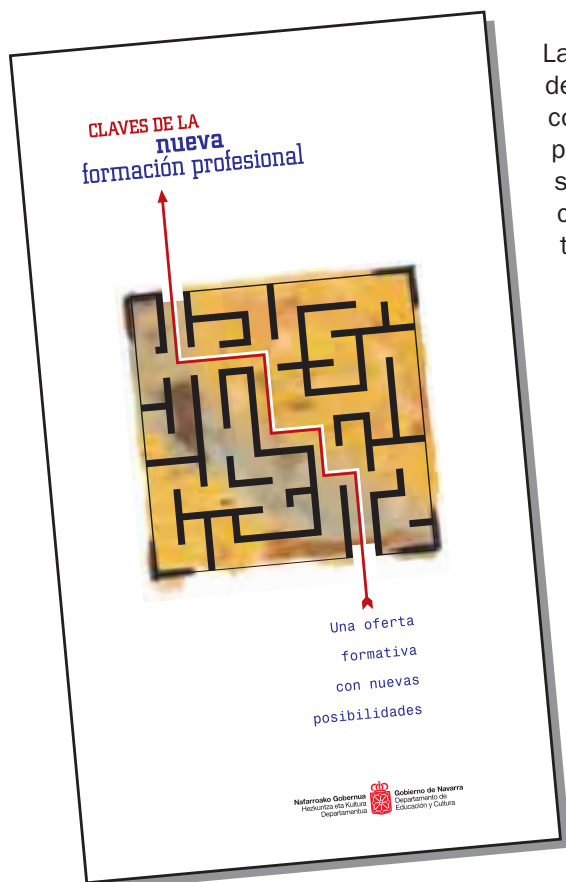 CLAVES DE LA
nueva
formación profesional
Una oferta
formativa
con nuevas
posibilidades
Nafarroako Gobernua
Hezkuntza eta Kultura
Departamentua
Gobierno de Navarra
Departamento de
Educación y Cultura
La